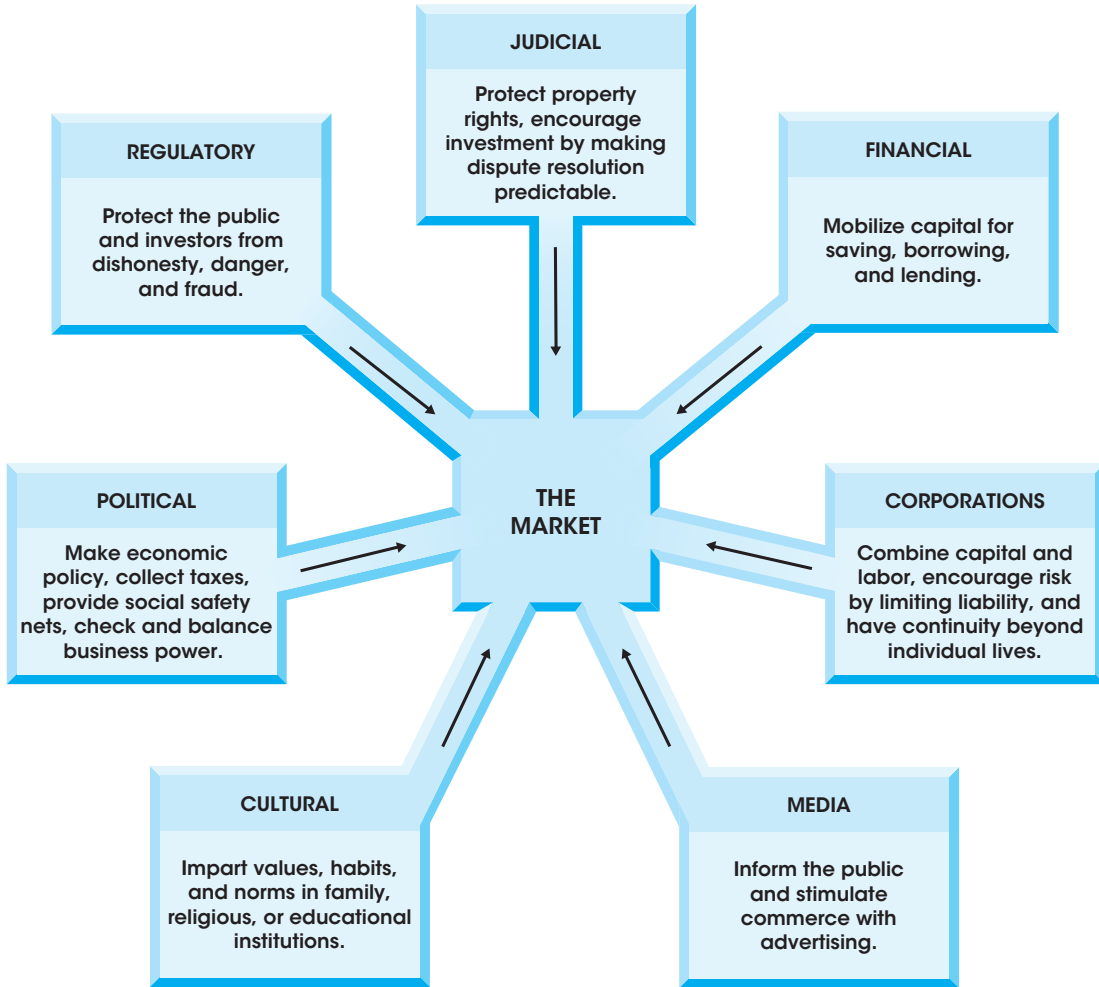 JUDICIAL
Protect property
rights, encourage
investment by making
dispute resolution
predictable.
REGULATORY
Protect the public
and investors from
dishonesty, danger,
and fraud.
FINANCIAL
Mobilize capital for
saving, borrowing,
and lending.
POLITICAL
Make economic
policy, collect taxes,
provide social safety
nets, check and balance
business power.
THE
MARKET
CORPORATIONS
Combine capital and
labor, encourage risk
by limiting liability, and
have continuity beyond
individual lives.
CULTURAL
Impart values, habits,
and norms in family,
religious, or educational
institutions.
MEDIA
Inform the public
and stimulate
commerce with
advertising.